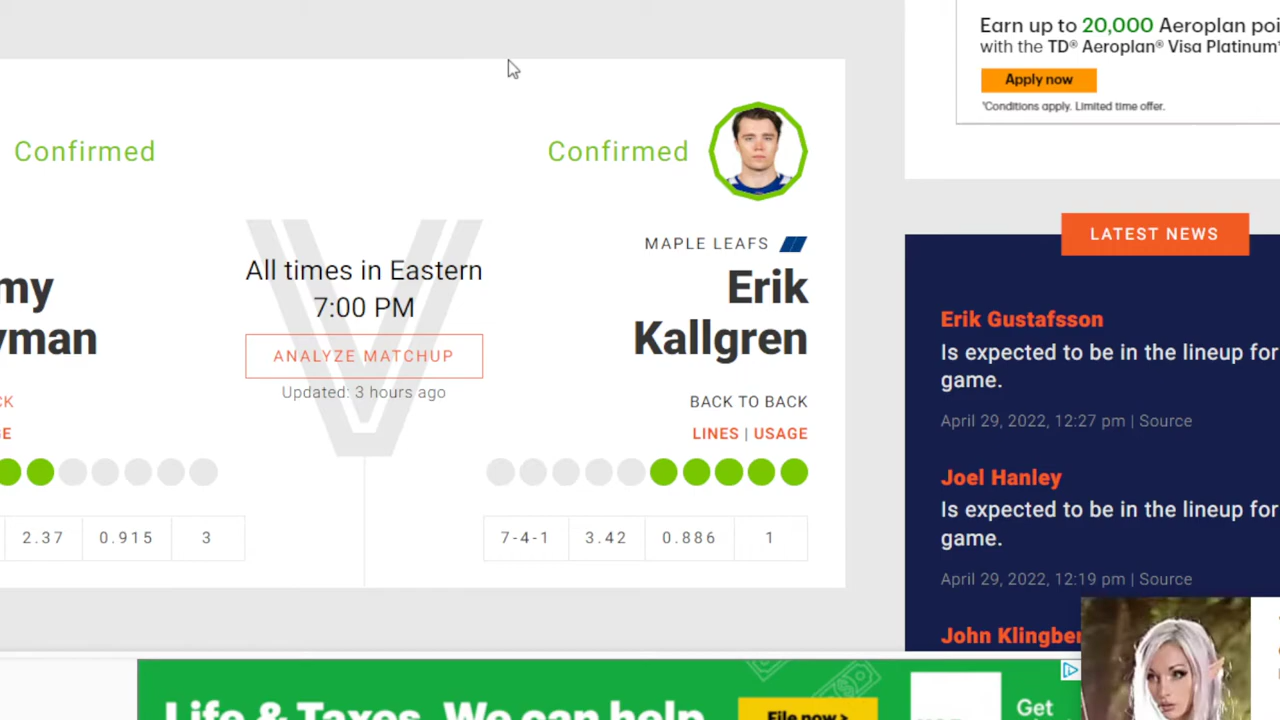 Earn up to 20,000 Aeroplan poi
with the TD® Aeroplan® Visa Platinum*
Apply now
¹Conditions apply. Limited time offer.
Confirmed
Confirmed
MAPLE LEAFS
All times in Eastern
7:00 PM
ANALYZE MATCHUP
Updated: 3 hours ago
my
yman
Erik
Kallgren
CK
BACK TO BACK
GE
LINES | USAGE
2.37 0.915 3
7-4-1 3.42 0.886 1
LATEST NEWS
Erik Gustafsson
Is expected to be in the lineup for
game.
April 29, 2022, 12:27 pm | Source
Joel Hanley
Is expected to be in the lineup for
game.
April 29, 2022, 12:19 pm | Source
John Klingber
Life & Taxes. We can help
File now >
Get